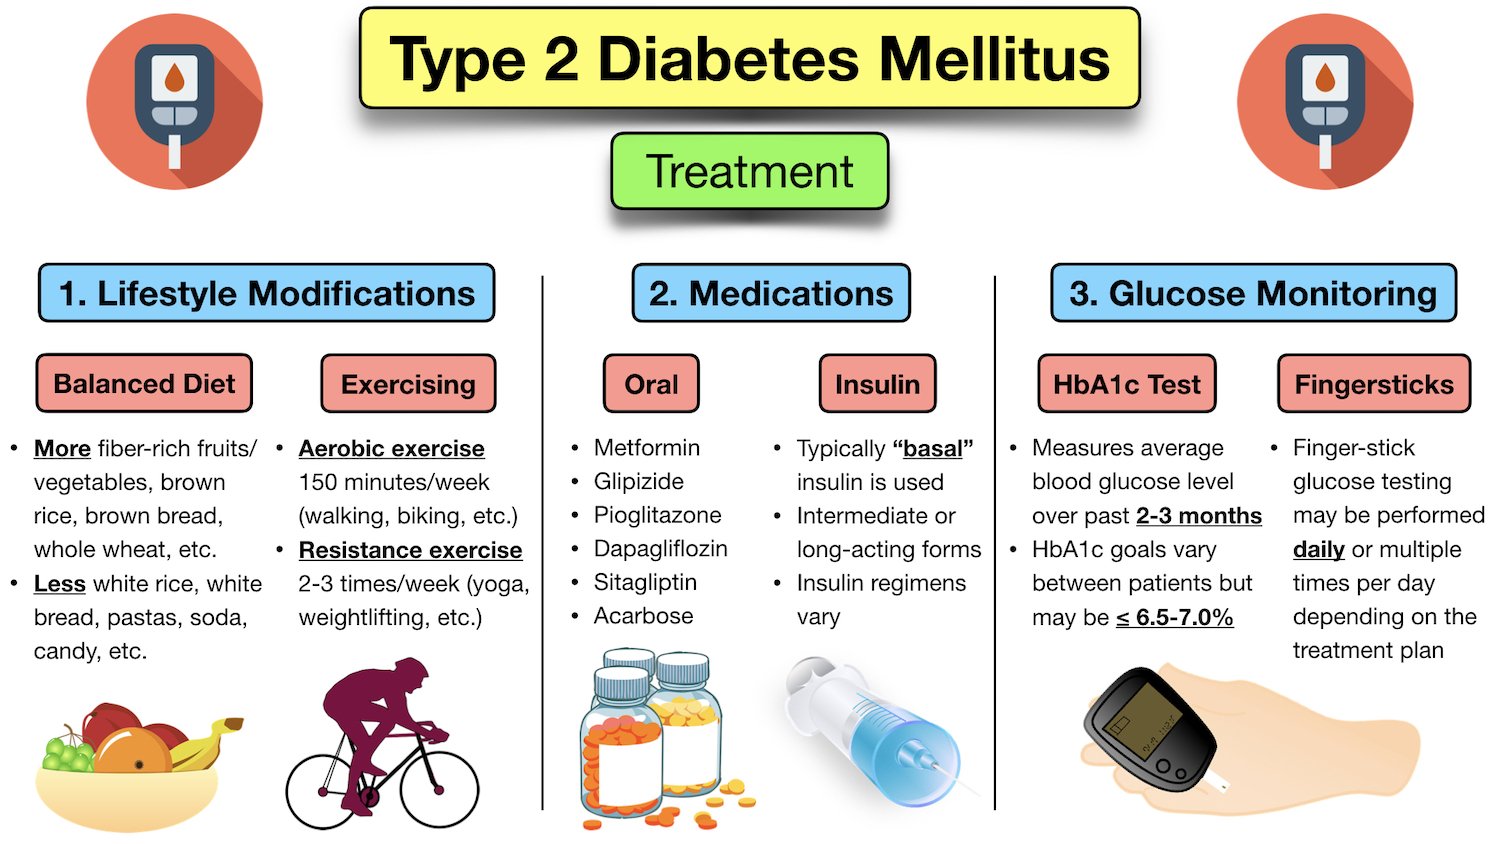 Type 2 Diabetes Mellitus
Treatment
1. Lifestyle Modifications
Balanced Diet
• More fiber-rich fruits/
vegetables, brown
rice, brown bread,
whole wheat, etc.
• Less white rice, white
bread, pastas, soda,
candy, etc.
Exercising
• Aerobic exercise
150 minutes/week
(walking, biking, etc.)
• Resistance exercise
2-3 times/week (yoga,
weightlifting, etc.)
2. Medications
Oral
• Metformin
• Glipizide
• Pioglitazone
• Dapagliflozin
• Sitagliptin
• Acarbose
Insulin
• Typically “basal”
insulin is used
• Intermediate or
long-acting forms
• Insulin regimens
vary
3. Glucose Monitoring
HbA1c Test
• Measures average
blood glucose level
over past 2-3 months
• HbA1c goals vary
between patients but
may be ≤ 6.5-7.0%
Fingersticks
• Finger-stick
glucose testing
may be performed
daily or multiple
times per day
depending on the
treatment plan